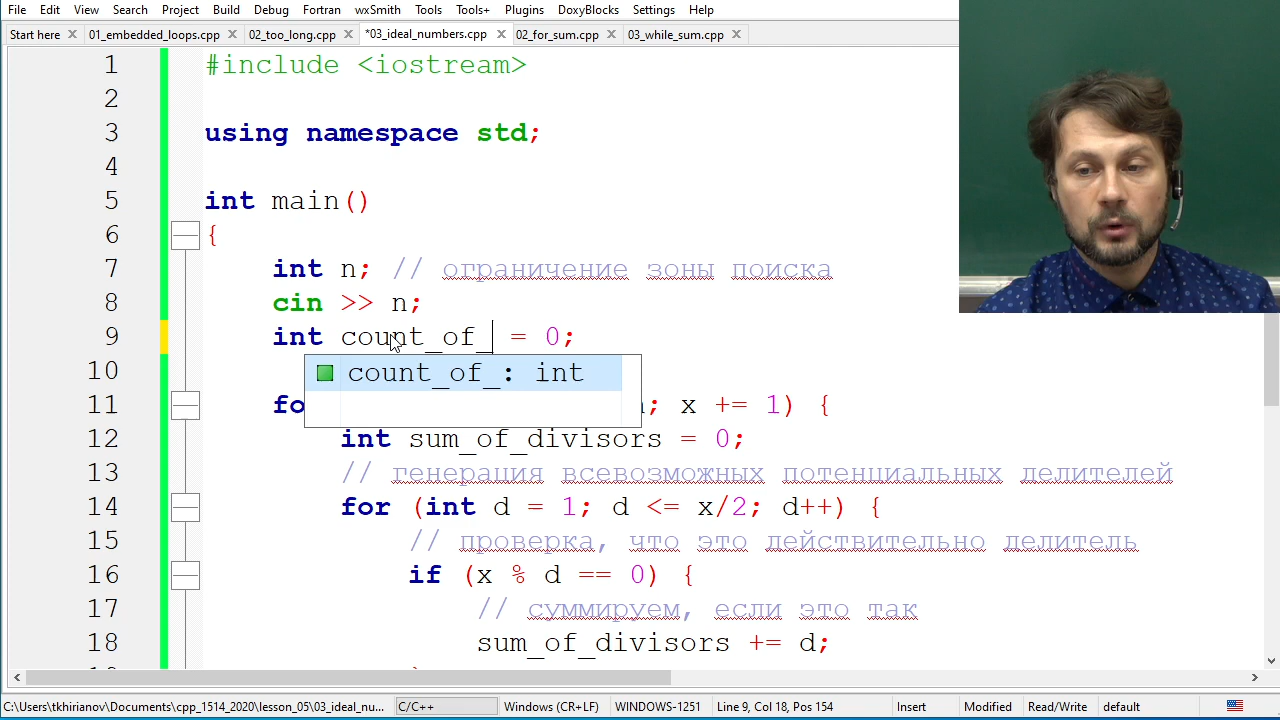 File Edit View Search Project Build Debug Fortran wxSmith Tools Tools+ Plugins DoxyBlocks Settings Help
Start here 01_embedded_loops.cpp 02_too_long.cpp *03_ideal_numbers.cpp 02_for_sum.cpp 03_while_sum.cpp
1 #include <iostream>
2
3 using namespace std;
4
5 int main()
6 {
7 int n; // ограничение зоны поиска
8 cin >> n;
9 int count_of_ = 0;
10 count_of_: int
11 fo ; x += 1) {
12 int sum_of_divisors = 0;
13 // генерация всевозможных потенциальных делителей
14 for (int d = 1; d <= x/2; d++) {
15 // проверка, что это действительно делитель
16 if (x % d == 0) {
17 // суммируем, если это так
18 sum_of_divisors += d;
C:\Users\tkhirianov\Documents\cpp_1514_2020\lesson_05\03_ideal_nu... C/C++ Windows (CR+LF) WINDOWS-1251 Line 9, Col 18, Pos 154 Insert Modified Read/Write default